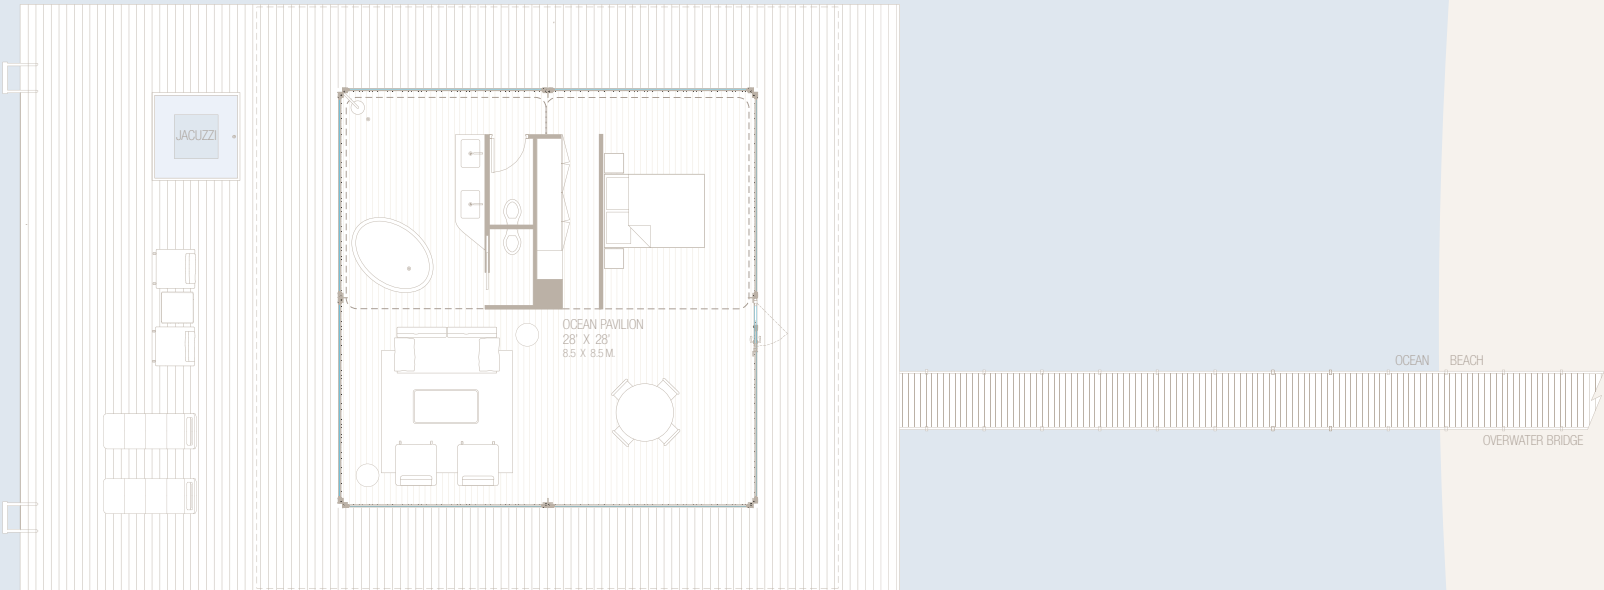 JACUZZI
OCEAN PAVILION
28' X 28'
8.5 X 8.5 M.
OCEAN BEACH
OVERWATER BRIDGE